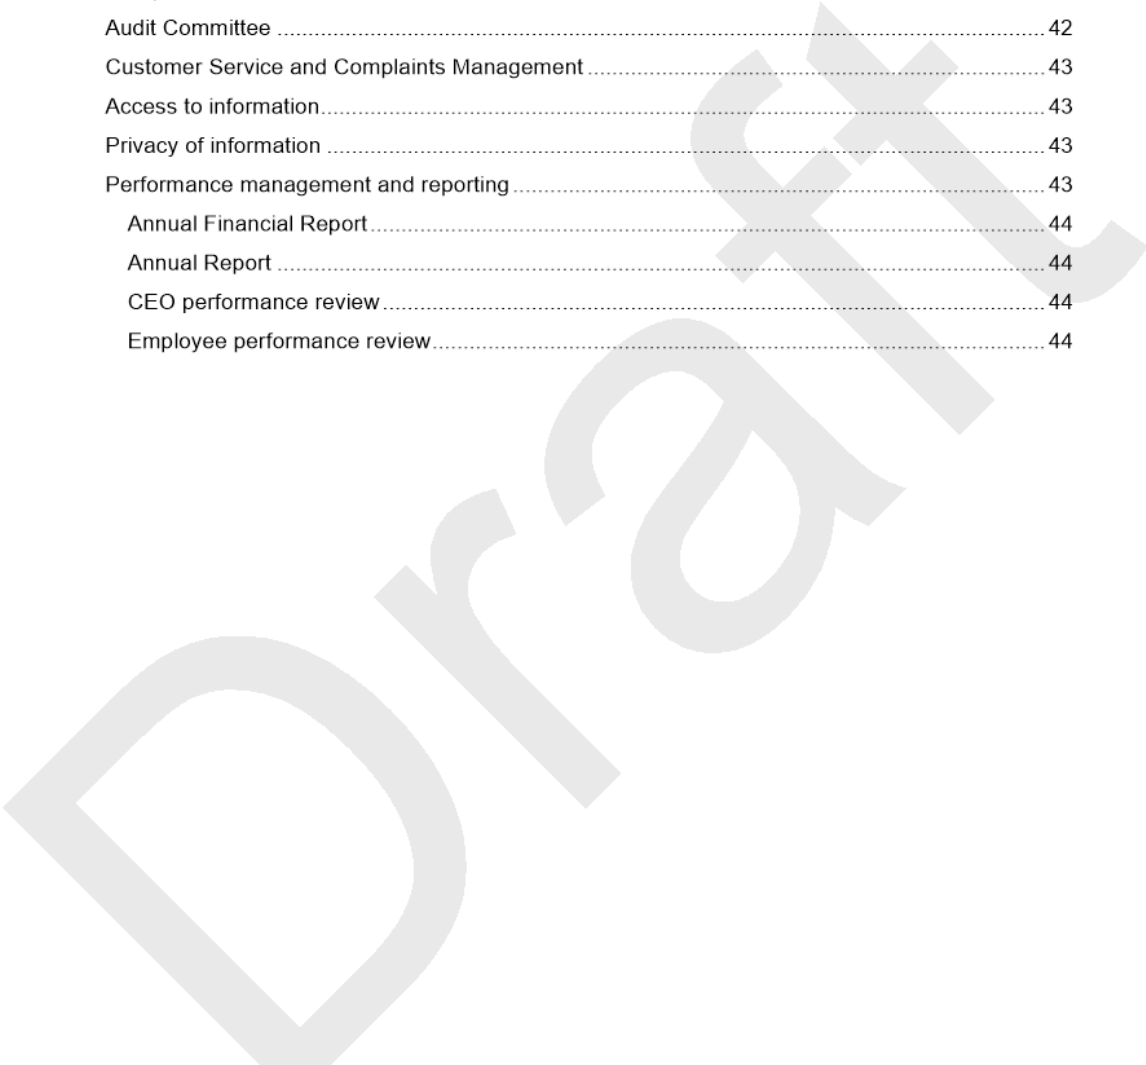 Audit Committee ........ 42
Customer Service and Complaints Management ........ 43
Access to information ........ 43
Privacy of information ........ 43
Performance management and reporting ........ 43
Annual Financial Report ........ 44
Annual Report ........ 44
CEO performance review ........ 44
Employee performance review ........ 44
Draft